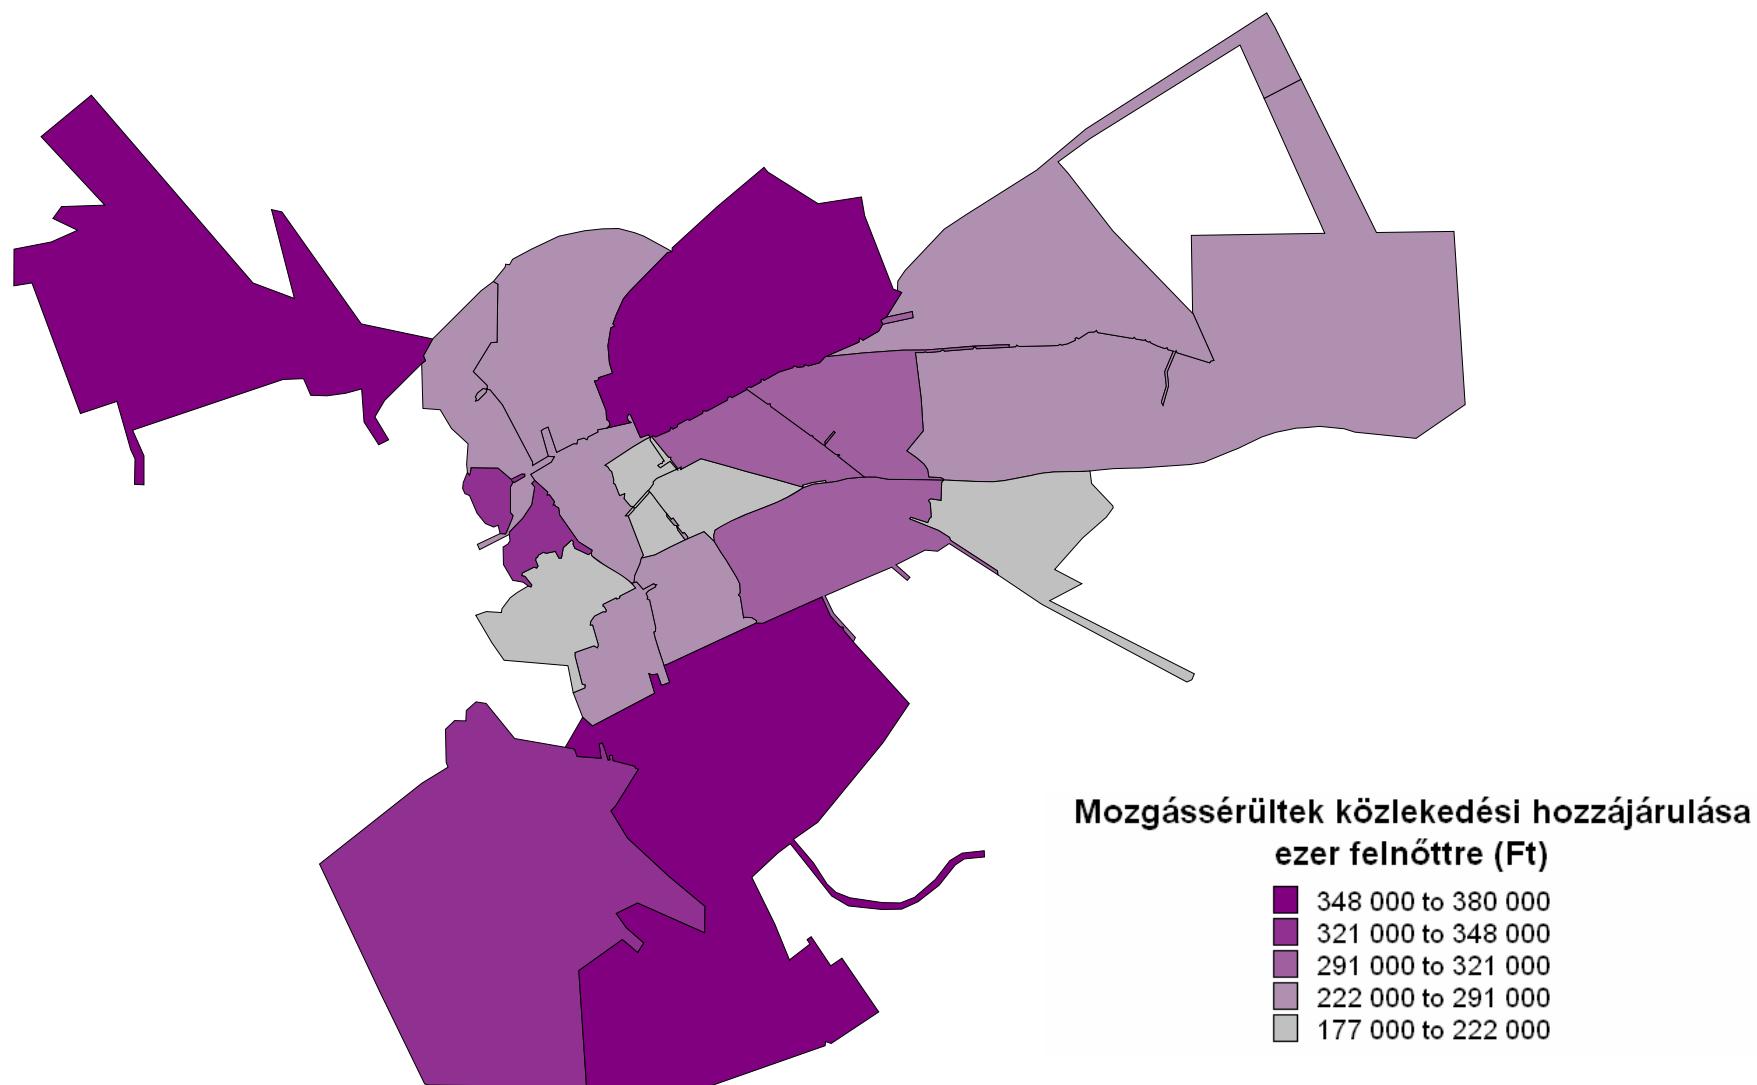 Mozgássérültek közlekedési hozzájárulása
ezer felnőttre (Ft)
348 000 to 380 000
321 000 to 348 000
291 000 to 321 000
222 000 to 291 000
177 000 to 222 000